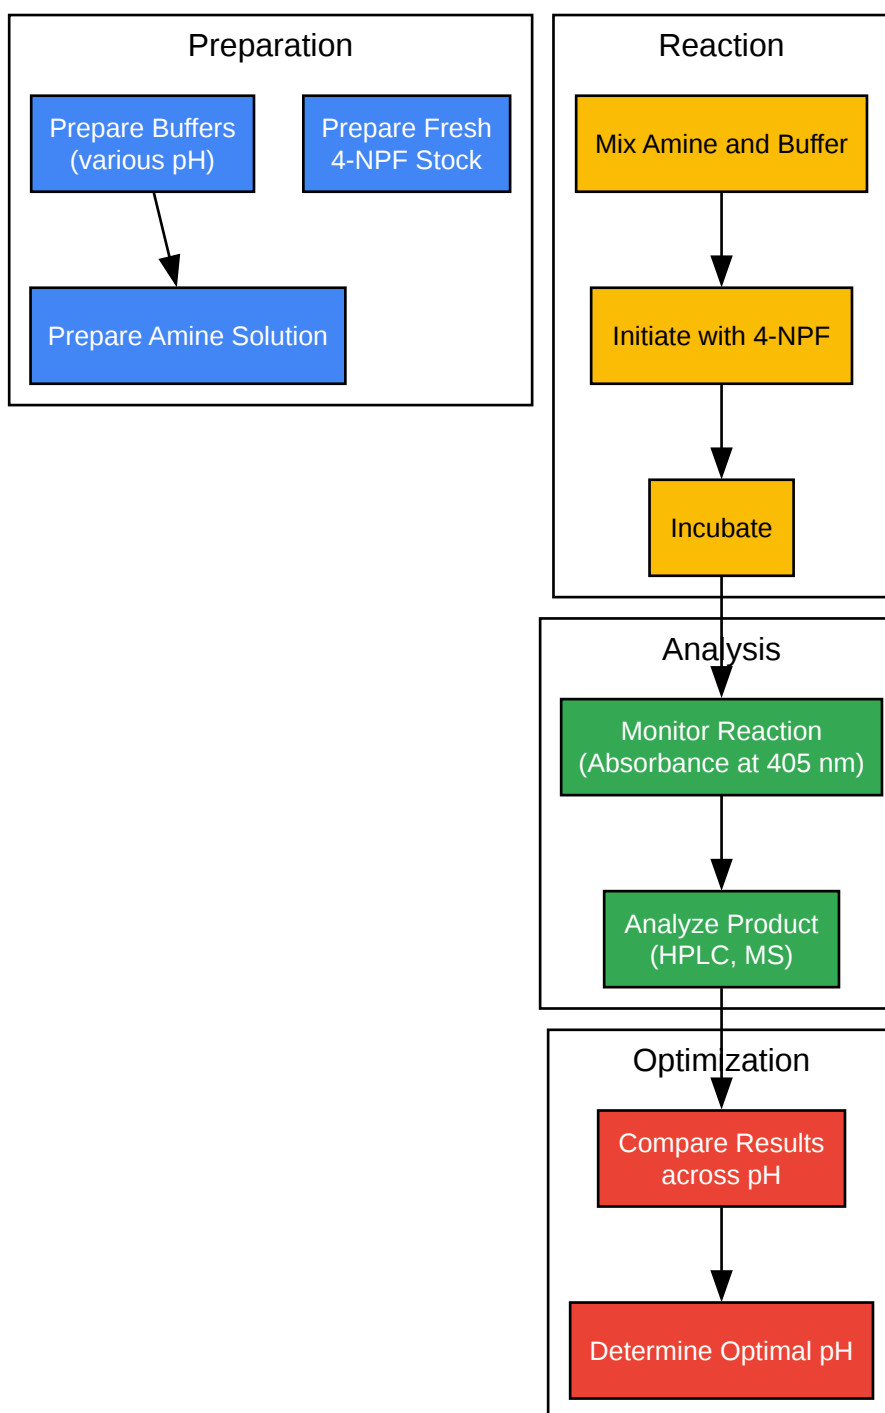 Preparation
Prepare Buffers
(various pH)
Prepare Fresh
4-NPF Stock
Prepare Amine Solution
Reaction
Mix Amine and Buffer
Initiate with 4-NPF
Incubate
Analysis
Monitor Reaction
(Absorbance at 405 nm)
Analyze Product
(HPLC, MS)
Optimization
Compare Results
across pH
Determine Optimal pH